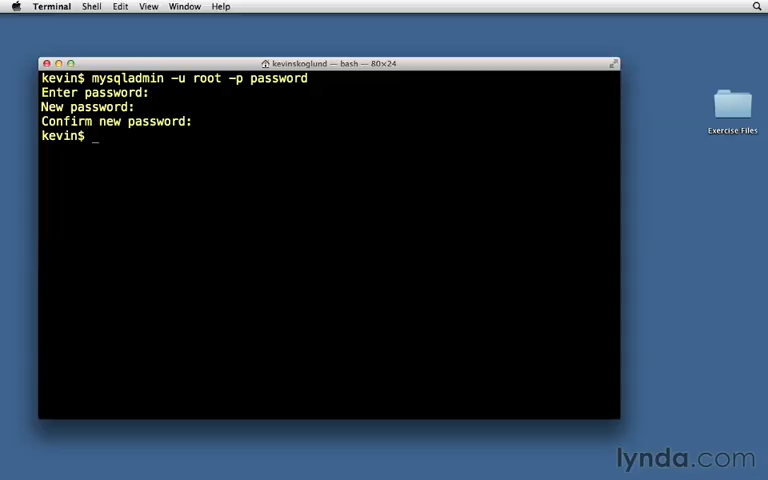 Terminal Shell Edit View Window Help
kevinskoglund — bash — 80×24
kevin$ mysqladmin -u root -p password
Enter password:
New password:
Confirm new password:
kevin$ _
Exercise Files
lynda.com